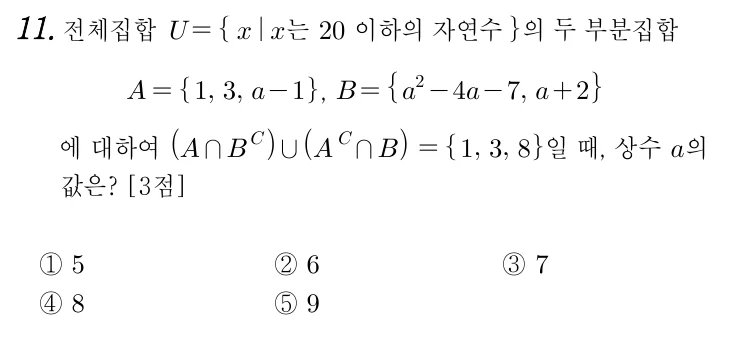 11. 전체집합 U={ x | x는 20 이하의 자연수 }의 두 부분집합
A={1, 3, a−1}, B={a²−4a−7, a+2}
에 대하여 (A∩Bᶜ)∪(Aᶜ∩B) ={1, 3, 8}일 때, 상수 a의
값은? [3점]
① 5 ② 6 ③ 7
④ 8 ⑤ 9